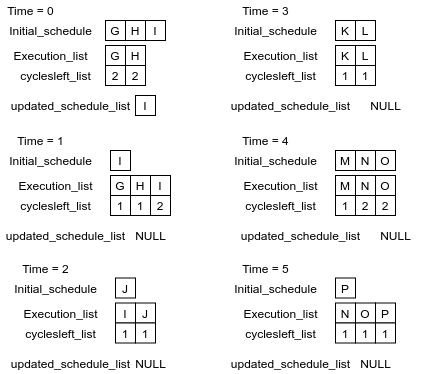 Time = 0
Initial_schedule G H I
Execution_list G H
cyclesleft_list 2 2
updated_schedule_list I
Time = 1
Initial_schedule I
Execution_list G H I
cyclesleft_list 1 1 2
updated_schedule_list NULL
Time = 2
Initial_schedule J
Execution_list I J
cyclesleft_list 1 1
updated_schedule_list NULL
Time = 3
Initial_schedule K L
Execution_list K L
cyclesleft_list 1 1
updated_schedule_list NULL
Time = 4
Initial_schedule M N O
Execution_list M N O
cyclesleft_list 1 2 2
updated_schedule_list NULL
Time = 5
Initial_schedule P
Execution_list N O P
cyclesleft_list 1 1 1
updated_schedule_list NULL